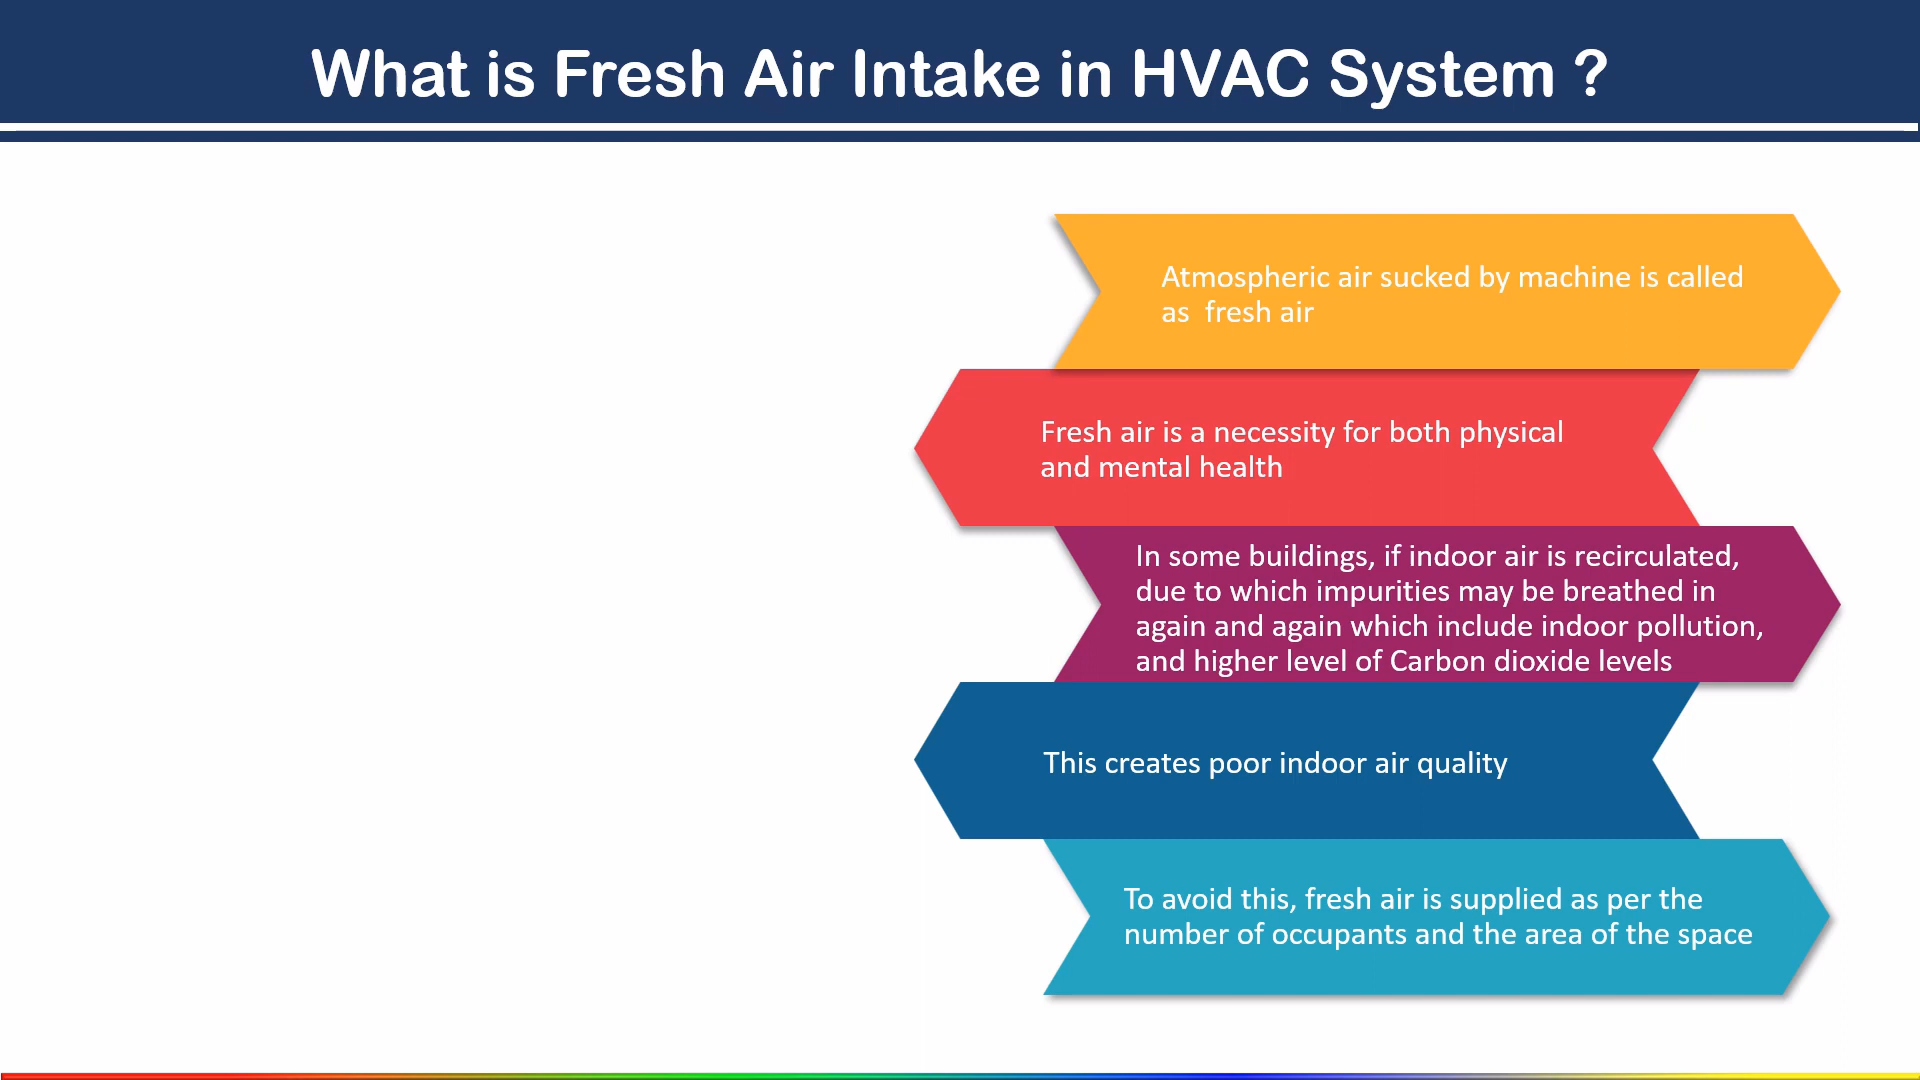 What is Fresh Air Intake in HVAC System ?
Atmospheric air sucked by machine is called
as  fresh air
Fresh air is a necessity for both physical
and mental health
In some buildings, if indoor air is recirculated,
due to which impurities may be breathed in
again and again which include indoor pollution,
and higher level of Carbon dioxide levels
This creates poor indoor air quality
To avoid this, fresh air is supplied as per the
number of occupants and the area of the space